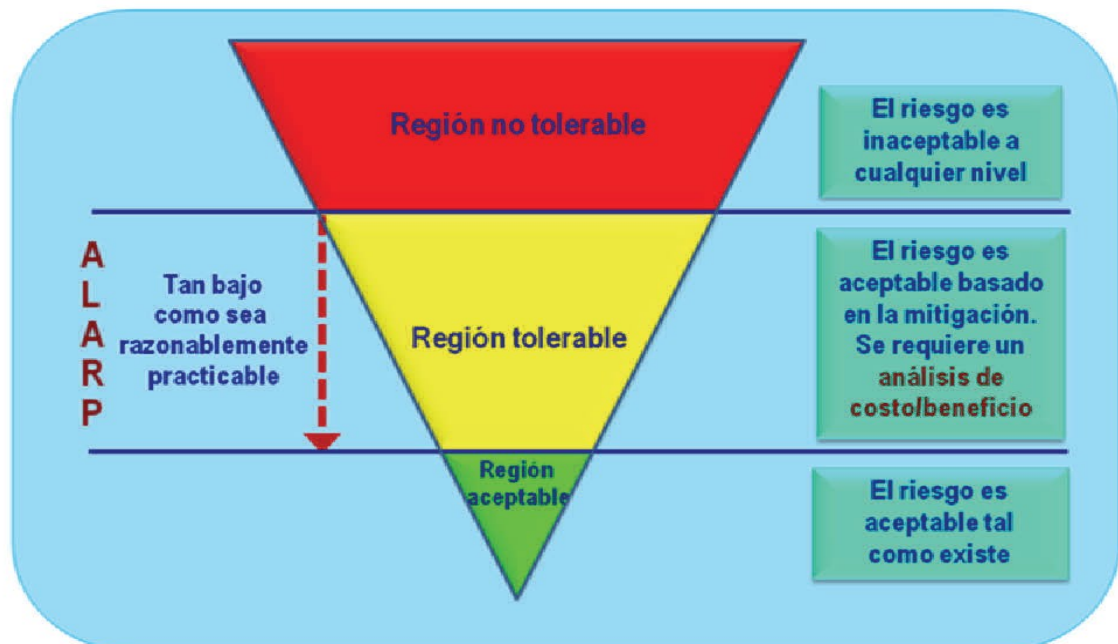 Región no tolerable
El riesgo es
inaceptable a
cualquier nivel
A
L
A
R
P
Tan bajo
como sea
razonablemente
practicable
Región tolerable
El riesgo es
aceptable basado
en la mitigación.
Se requiere un
análisis de
costo/beneficio
Región
aceptable
El riesgo es
aceptable tal
como existe